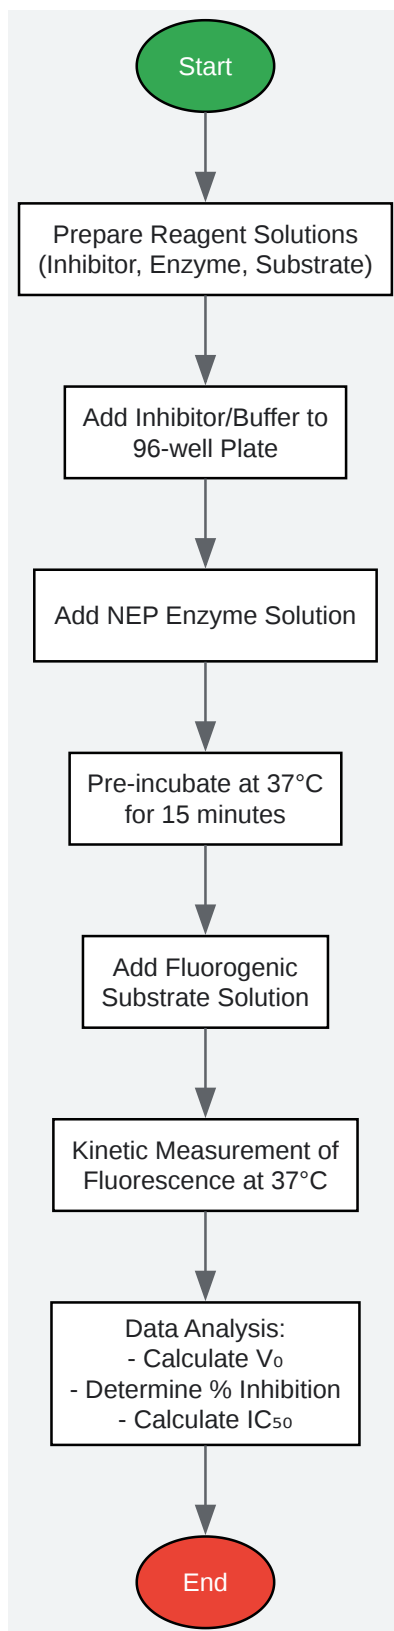 Start
Prepare Reagent Solutions
(Inhibitor, Enzyme, Substrate)
Add Inhibitor/Buffer to
96-well Plate
Add NEP Enzyme Solution
Pre-incubate at 37°C
for 15 minutes
Add Fluorogenic
Substrate Solution
Kinetic Measurement of
Fluorescence at 37°C
Data Analysis:
- Calculate V₀
- Determine % Inhibition
- Calculate IC₅₀
End